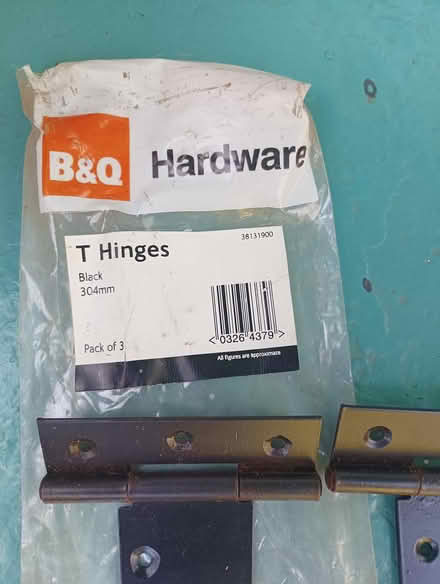 B&Q Hardware
38131900
T Hinges
Black
304mm
Pack of 3
<0326 4379>
All figures are approximate